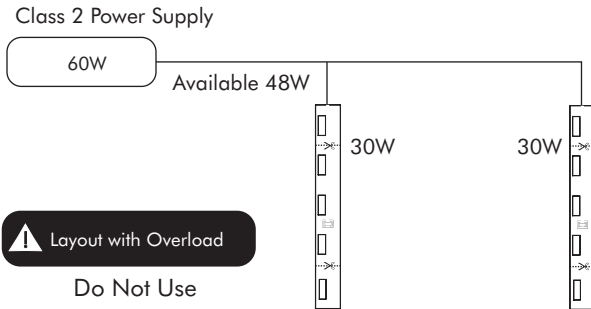 Class 2 Power Supply
60W
Available 48W
30W
30W
Layout with Overload
Do Not Use